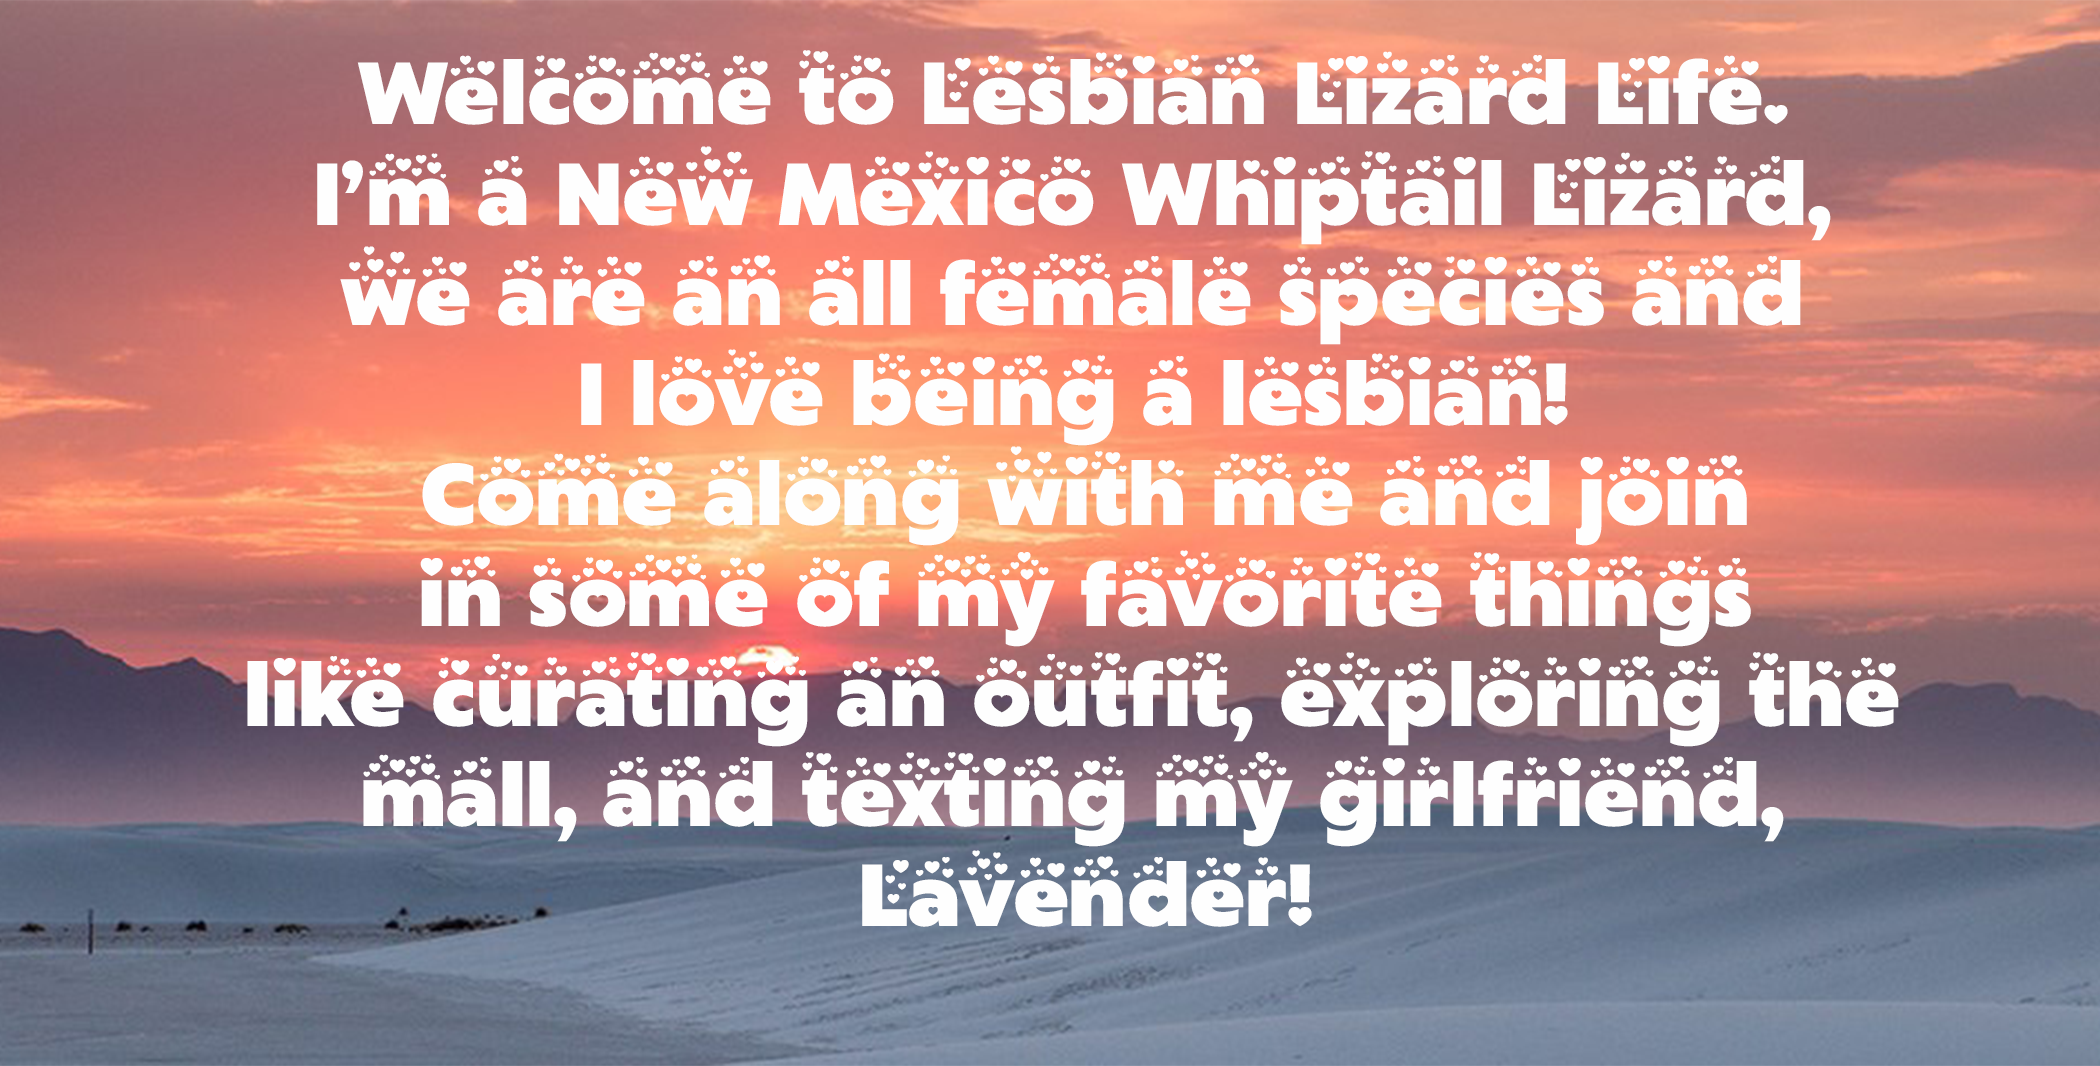 Welcome to Lesbian Lizard Life.
I’m a New Mexico Whiptail Lizard,
we are an all female species and
I love being a lesbian!
Come along with me and join
in some of my favorite things
like curating an outfit, exploring the
mall, and texting my girlfriend,
Lavender!